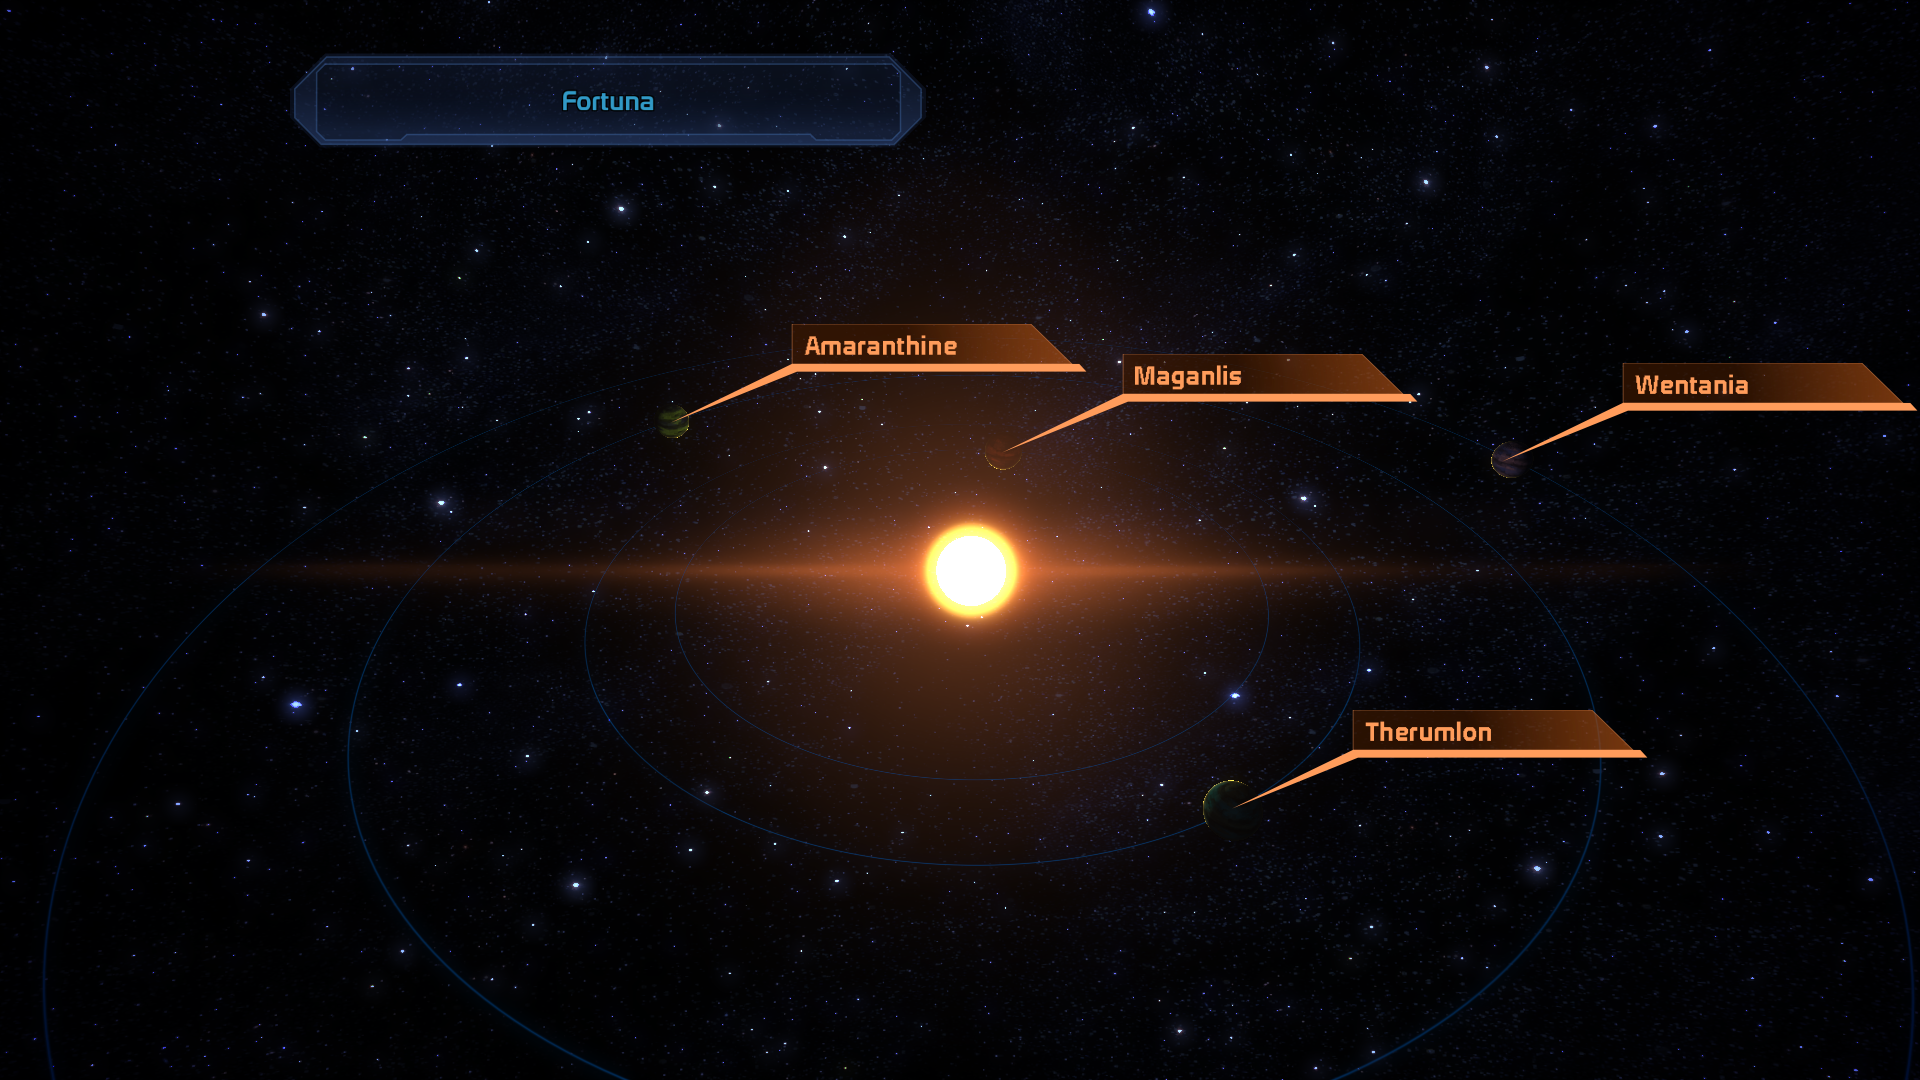 Fortuna
Amaranthine
Maganlis
Wentania
Therumlon